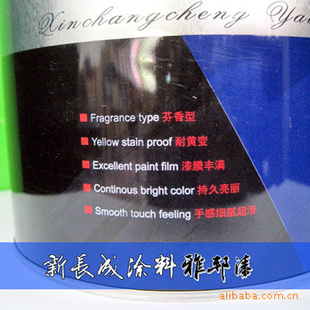 Xinchangcheng Ya
Fragrance type 芬香型
Yellow stain proof 耐黄变
Excellent paint film 漆膜丰满
Continous bright color 持久亮丽
Smooth touch feeling 手感细腻超滑
新長成涂料雅邦漆
alibaba.com.cn